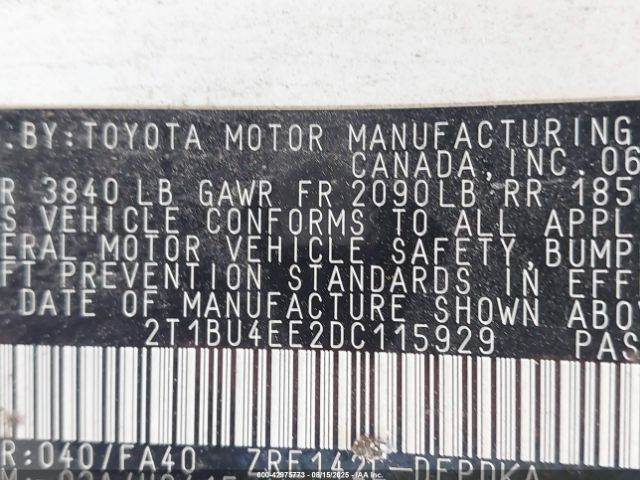 . BY: TOYOTA MOTOR MANUFACTURING
CANADA, INC. 06
R 3840 LB GAWR FR 2090LB RR 185
S VEHICLE CONFORMS TO ALL APPL
ERAL MOTOR VEHICLE SAFETY, BUMP
FT PREVENTION STANDARDS IN EFF
DATE OF MANUFACTURE SHOWN ABO
2T1BU4EE2DC115929 PAS
R:040/FA40 -DEPDKA
© Copyright 42975773 - 08/15/2025 - IAA Inc.